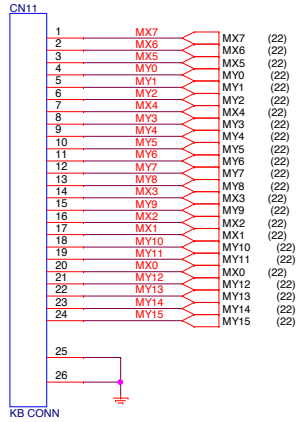 CN11
1 MX7 MX7 (22)
2 MX6 MX6 (22)
3 MX5 MX5 (22)
4 MY0 MY0 (22)
5 MY1 MY1 (22)
6 MY2 MY2 (22)
7 MX4 MX4 (22)
8 MY3 MY3 (22)
9 MY4 MY4 (22)
10 MY5 MY5 (22)
11 MY6 MY6 (22)
12 MY7 MY7 (22)
13 MY8 MY8 (22)
14 MX3 MX3 (22)
15 MY9 MY9 (22)
16 MX2 MX2 (22)
17 MX1 MX1 (22)
18 MY10 MY10 (22)
19 MY11 MY11 (22)
20 MX0 MX0 (22)
21 MY12 MY12 (22)
22 MY13 MY13 (22)
23 MY14 MY14 (22)
24 MY15 MY15 (22)
25
26
KB CONN